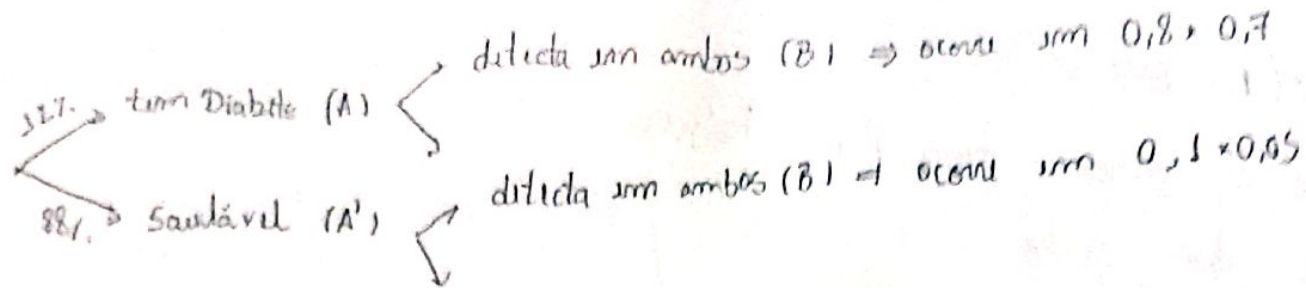 detecta em ambos (B) ⇒ ocorre em 0,8 × 0,7
12%. tem Diabete (A)
detecta em ambos (B) ⇒ ocorre em 0,1 × 0,05
88%. Saudável (A')